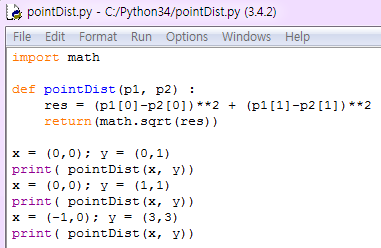 pointDist.py - C:/Python34/pointDist.py (3.4.2)
File Edit Format Run Options Windows Help
import math
def pointDist(p1, p2) :
    res = (p1[0]-p2[0])**2 + (p1[1]-p2[1])**2
    return(math.sqrt(res))
x = (0,0); y = (0,1)
print( pointDist(x, y))
x = (0,0); y = (1,1)
print( pointDist(x, y))
x = (-1,0); y = (3,3)
print( pointDist(x, y))